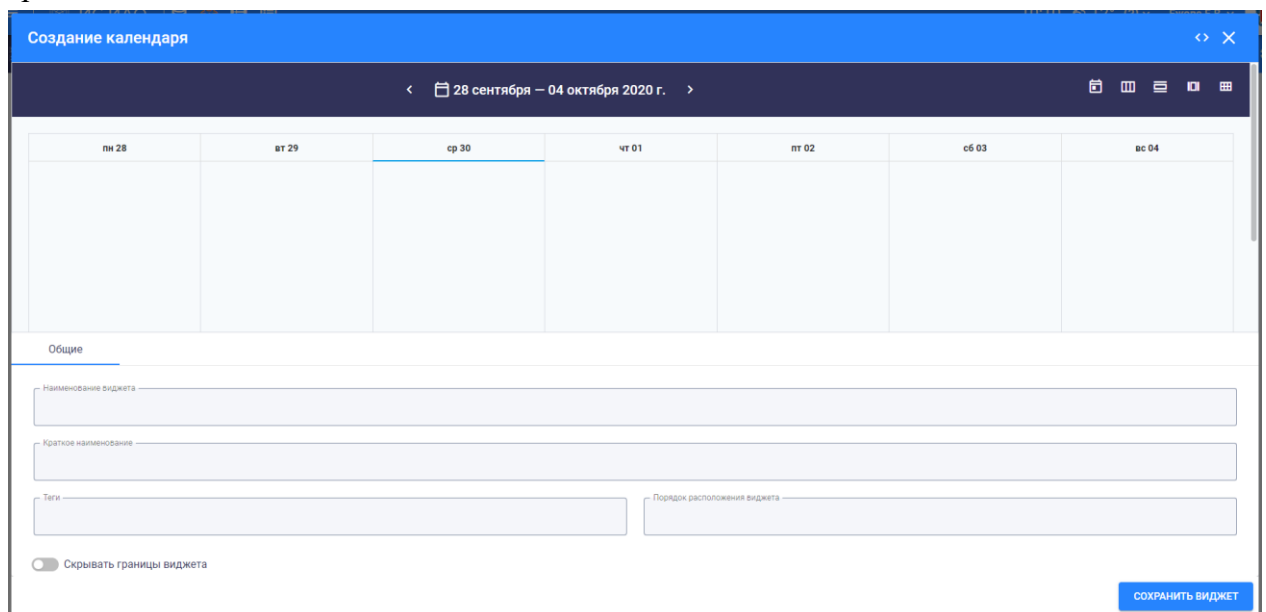 Создание календаря
28 сентября — 04 октября 2020 г.
пн 28 вт 29 ср 30 чт 01 пт 02 сб 03 вс 04
Общие
Наименование виджета
Краткое наименование
Теги Порядок расположения виджета
Скрывать границы виджета
СОХРАНИТЬ ВИДЖЕТ